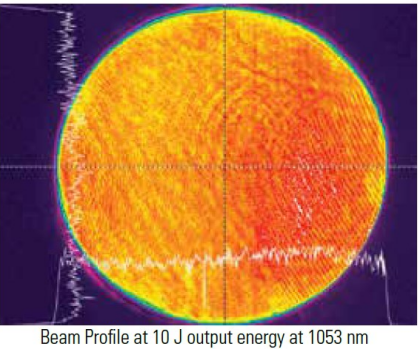 Beam Profile at 10 J output energy at 1053 nm